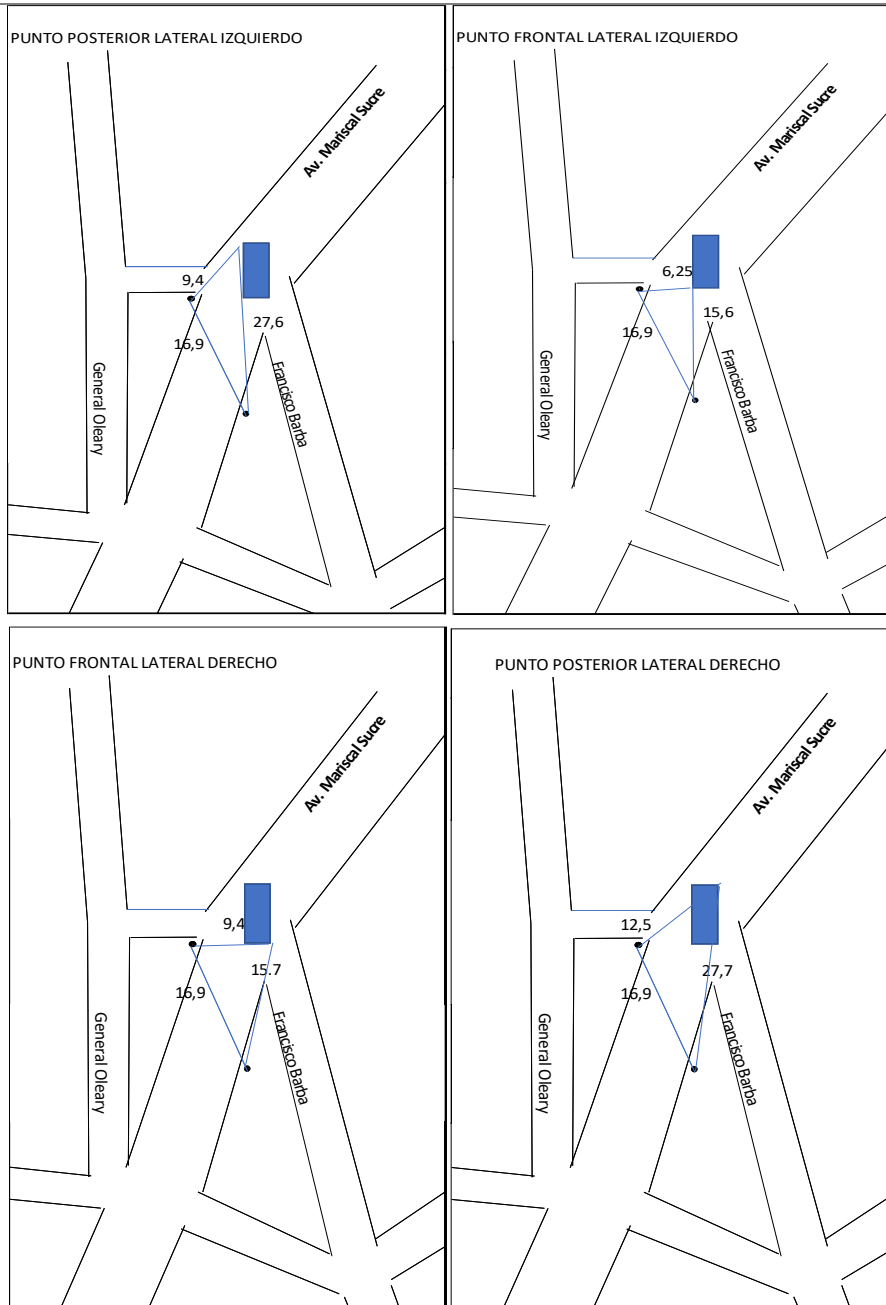 PUNTO POSTERIOR LATERAL IZQUIERDO
Av. Mariscal Sucre
9,4
27,6
16,9
General Oleary
Francisco Barba
PUNTO FRONTAL LATERAL IZQUIERDO
Av. Mariscal Sucre
6,25
15,6
16,9
General Oleary
Francisco Barba
PUNTO FRONTAL LATERAL DERECHO
Av. Mariscal Sucre
9,4
15.7
16,9
General Oleary
Francisco Barba
PUNTO POSTERIOR LATERAL DERECHO
Av. Mariscal Sucre
12,5
27,7
16,9
General Oleary
Francisco Barba